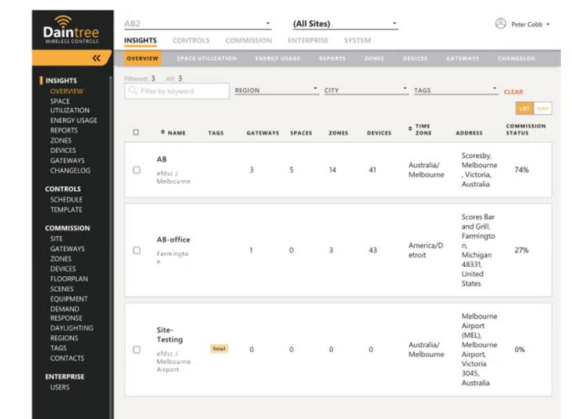 Daintree
WIRELESS CONTROLS
AB2
(All Sites)
Peter Cobb
INSIGHTS CONTROLS COMMISSION ENTERPRISE SYSTEM
«
OVERVIEW SPACE UTILIZATION ENERGY USAGE REPORTS ZONES DEVICES GATEWAYS CHANGELOG
INSIGHTS
OVERVIEW
SPACE
UTILIZATION
ENERGY USAGE
REPORTS
ZONES
DEVICES
GATEWAYS
CHANGELOG
CONTROLS
SCHEDULE
TEMPLATE
COMMISSION
SITE
GATEWAYS
ZONES
DEVICES
FLOORPLAN
SCENES
EQUIPMENT
DEMAND
RESPONSE
DAYLIGHTING
REGIONS
TAGS
CONTACTS
ENTERPRISE
USERS
Filtered: 3 All: 3
Filter by keyword REGION CITY TAGS CLEAR
LIST MAP
NAME TAGS GATEWAYS SPACES ZONES DEVICES TIME
ZONE ADDRESS COMMISSION
STATUS
AB
efdsc /
Melbourne
3 5 14 41
Australia/
Melbourne
Scoresby,
Melbourne
, Victoria,
Australia
74%
AB-office
Farmingto
n
1 0 3 43
America/D
etroit
Scores Bar
and Grill,
Farmingto
n,
Michigan
48331,
United
States
27%
Site-
Testing
efdsc /
Melbourne
Airport
Retail
0 0 0 0
Australia/
Melbourne
Melbourne
Airport
(MEL),
Melbourne
Airport,
Victoria
3045,
Australia
0%